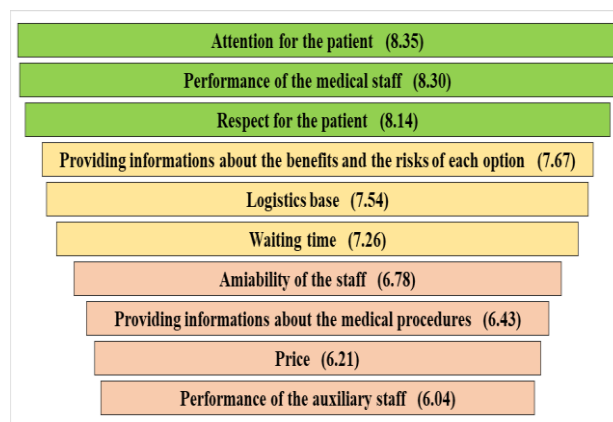 Attention for the patient (8.35)
Performance of the medical staff (8.30)
Respect for the patient (8.14)
Providing informations about the benefits and the risks of each option (7.67)
Logistics base (7.54)
Waiting time (7.26)
Amiability of the staff (6.78)
Providing informations about the medical procedures (6.43)
Price (6.21)
Performance of the auxiliary staff (6.04)